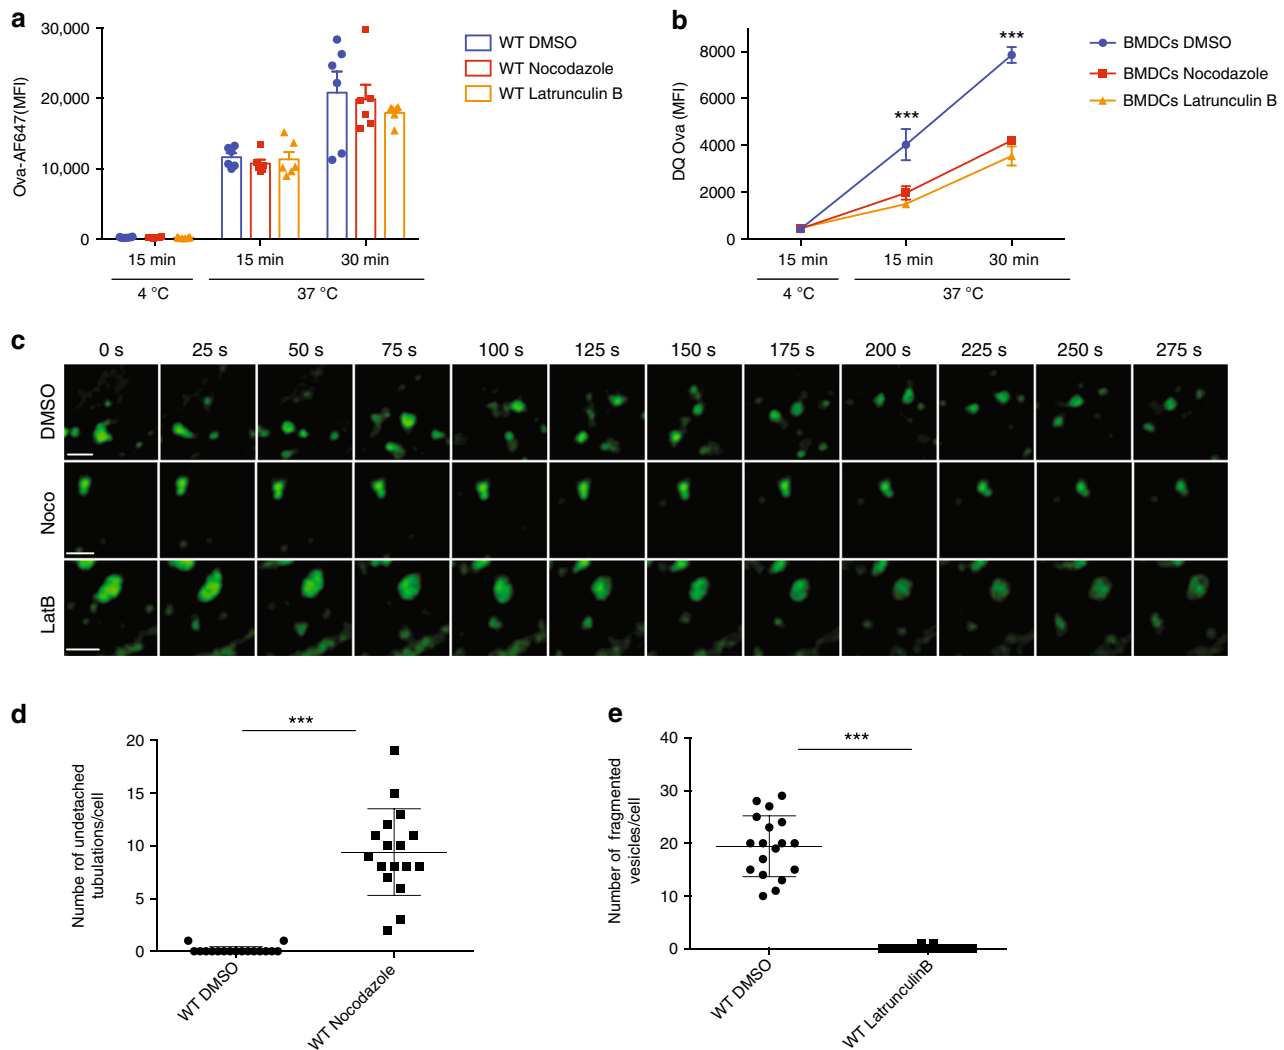 a
Ova-AF647(MFI)
30,000
20,000
10,000
0
15 min
15 min
30 min
4 °C
37 °C
WT DMSO
WT Nocodazole
WT Latrunculin B
b
DQ Ova (MFI)
8000
6000
4000
2000
0
***
***
15 min
15 min
30 min
4 °C
37 °C
BMDCs DMSO
BMDCs Nocodazole
BMDCs Latrunculin B
c
0 s 25 s 50 s 75 s 100 s 125 s 150 s 175 s 200 s 225 s 250 s 275 s
DMSO
Noco
LatB
d
***
Numbe rof undetached
tubulations/cell
20
15
10
5
0
WT DMSO
WT Nocodazole
e
***
Number of fragmented
vesicles/cell
40
30
20
10
0
WT DMSO
WT LatrunculinB